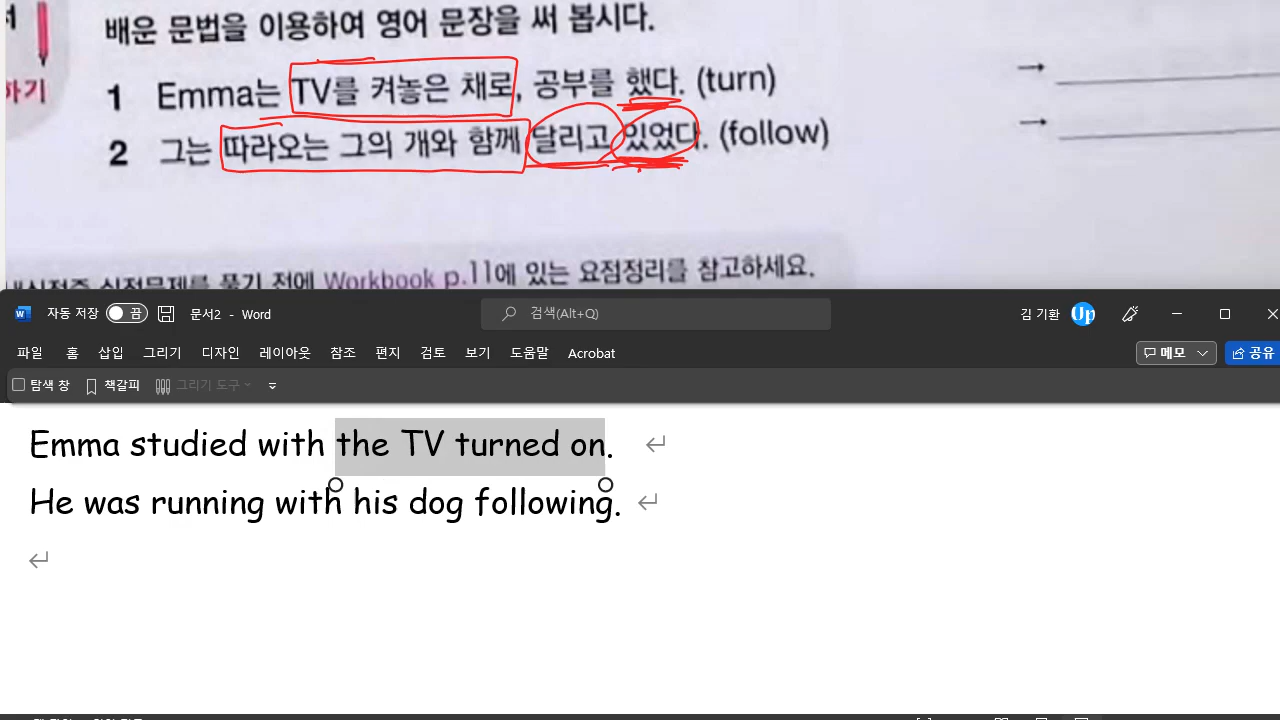 배운 문법을 이용하여 영어 문장을 써 봅시다.
하기
1 Emma는 TV를 켜놓은 채로, 공부를 했다. (turn) →
2 그는 따라오는 그의 개와 함께 달리고 있었다. (follow) →
풀기 전에 Workbook p.11에 있는 요점정리를 참고하세요.
자동 저장 끔 문서2 - Word 검색(Alt+Q) 김 기환 Up
파일 홈 삽입 그리기 디자인 레이아웃 참조 편지 검토 보기 도움말 Acrobat 메모 공유
탐색 창 책갈피 그리기 도구
Emma studied with the TV turned on.
He was running with his dog following.